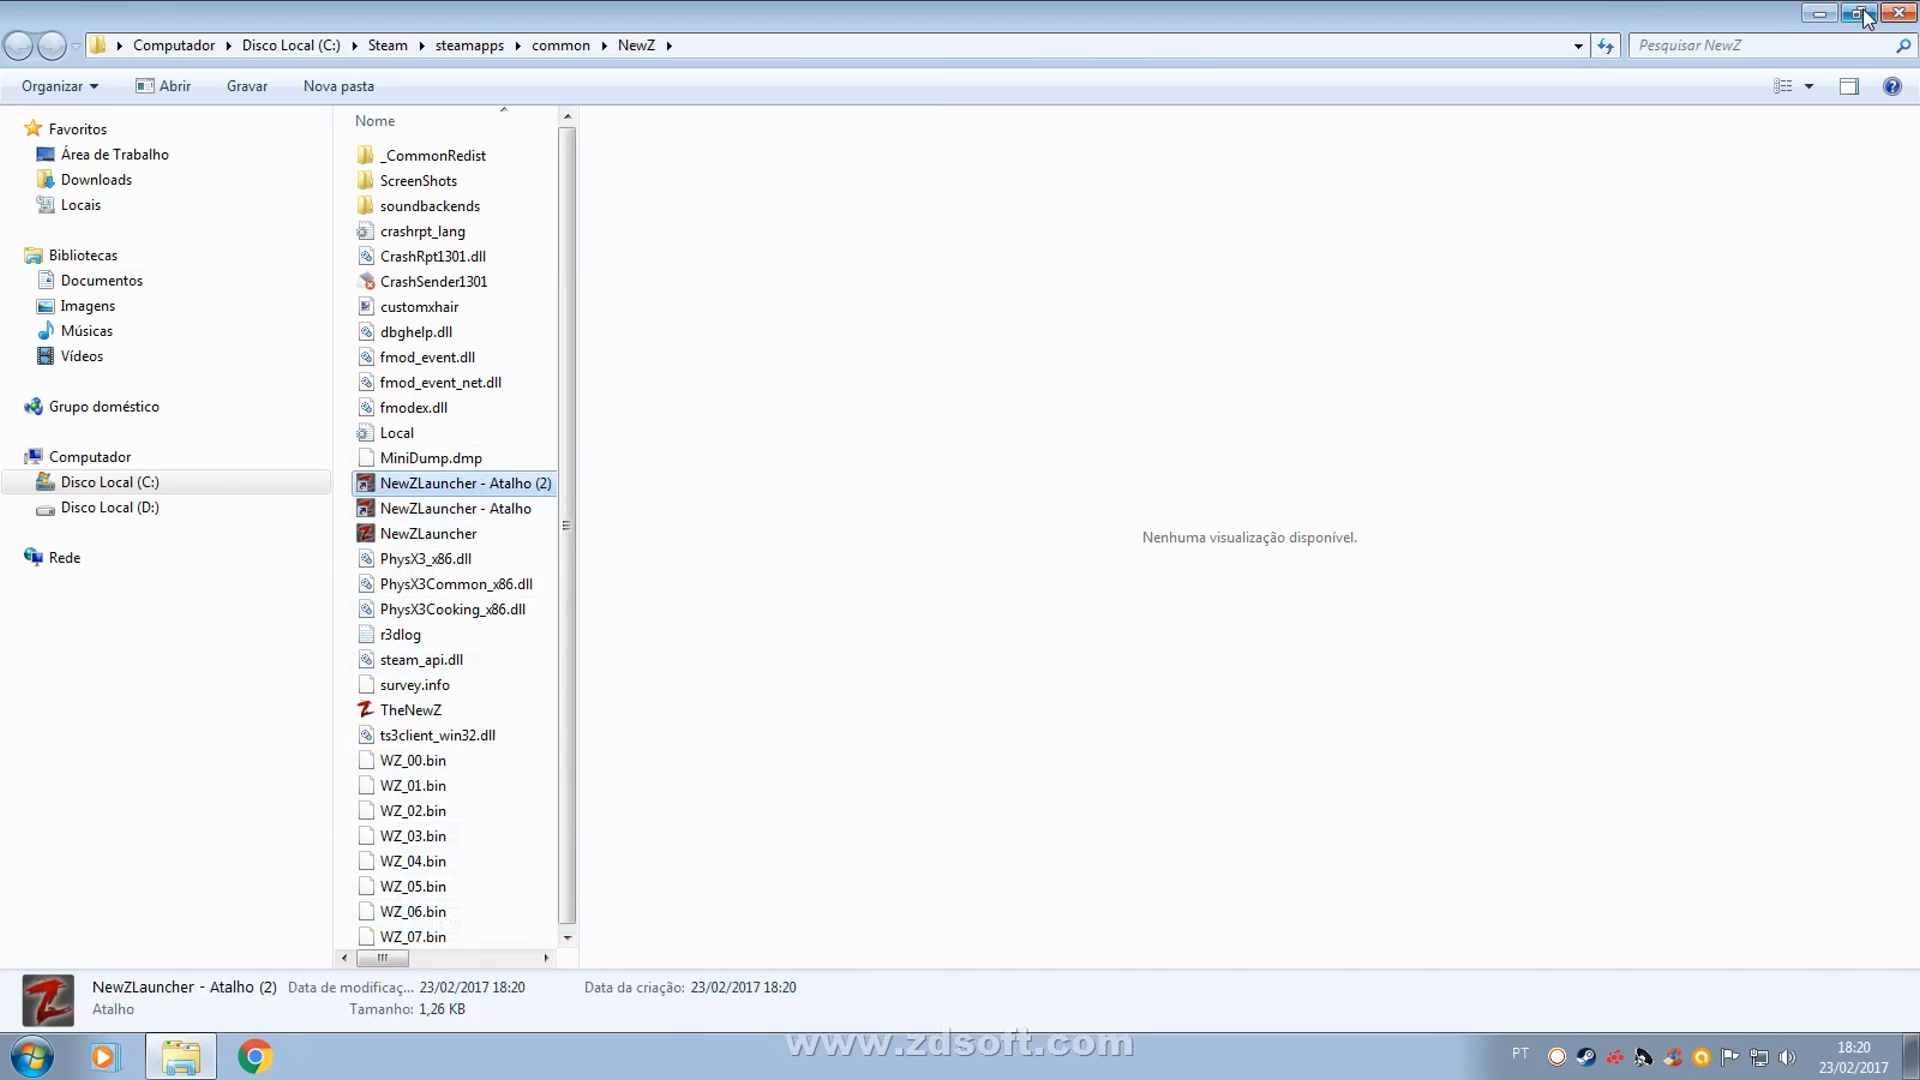 Computador Disco Local (C:) Steam steamapps common NewZ
Pesquisar NewZ
Organizar Abrir Gravar Nova pasta
Favoritos
Área de Trabalho
Downloads
Locais
Bibliotecas
Documentos
Imagens
Músicas
Vídeos
Grupo doméstico
Computador
Disco Local (C:)
Disco Local (D:)
Rede
Nome
_CommonRedist
ScreenShots
soundbackends
crashrpt_lang
CrashRpt1301.dll
CrashSender1301
customxhair
dbghelp.dll
fmod_event.dll
fmod_event_net.dll
fmodex.dll
Local
MiniDump.dmp
NewZLauncher - Atalho (2)
NewZLauncher - Atalho
NewZLauncher
PhysX3_x86.dll
PhysX3Common_x86.dll
PhysX3Cooking_x86.dll
r3dlog
steam_api.dll
survey.info
TheNewZ
ts3client_win32.dll
WZ_00.bin
WZ_01.bin
WZ_02.bin
WZ_03.bin
WZ_04.bin
WZ_05.bin
WZ_06.bin
WZ_07.bin
Nenhuma visualização disponível.
NewZLauncher - Atalho (2) Data de modificaç... 23/02/2017 18:20 Data da criação: 23/02/2017 18:20
Atalho Tamanho: 1,26 KB
www.zdsoft.com
PT
18:20
23/02/2017